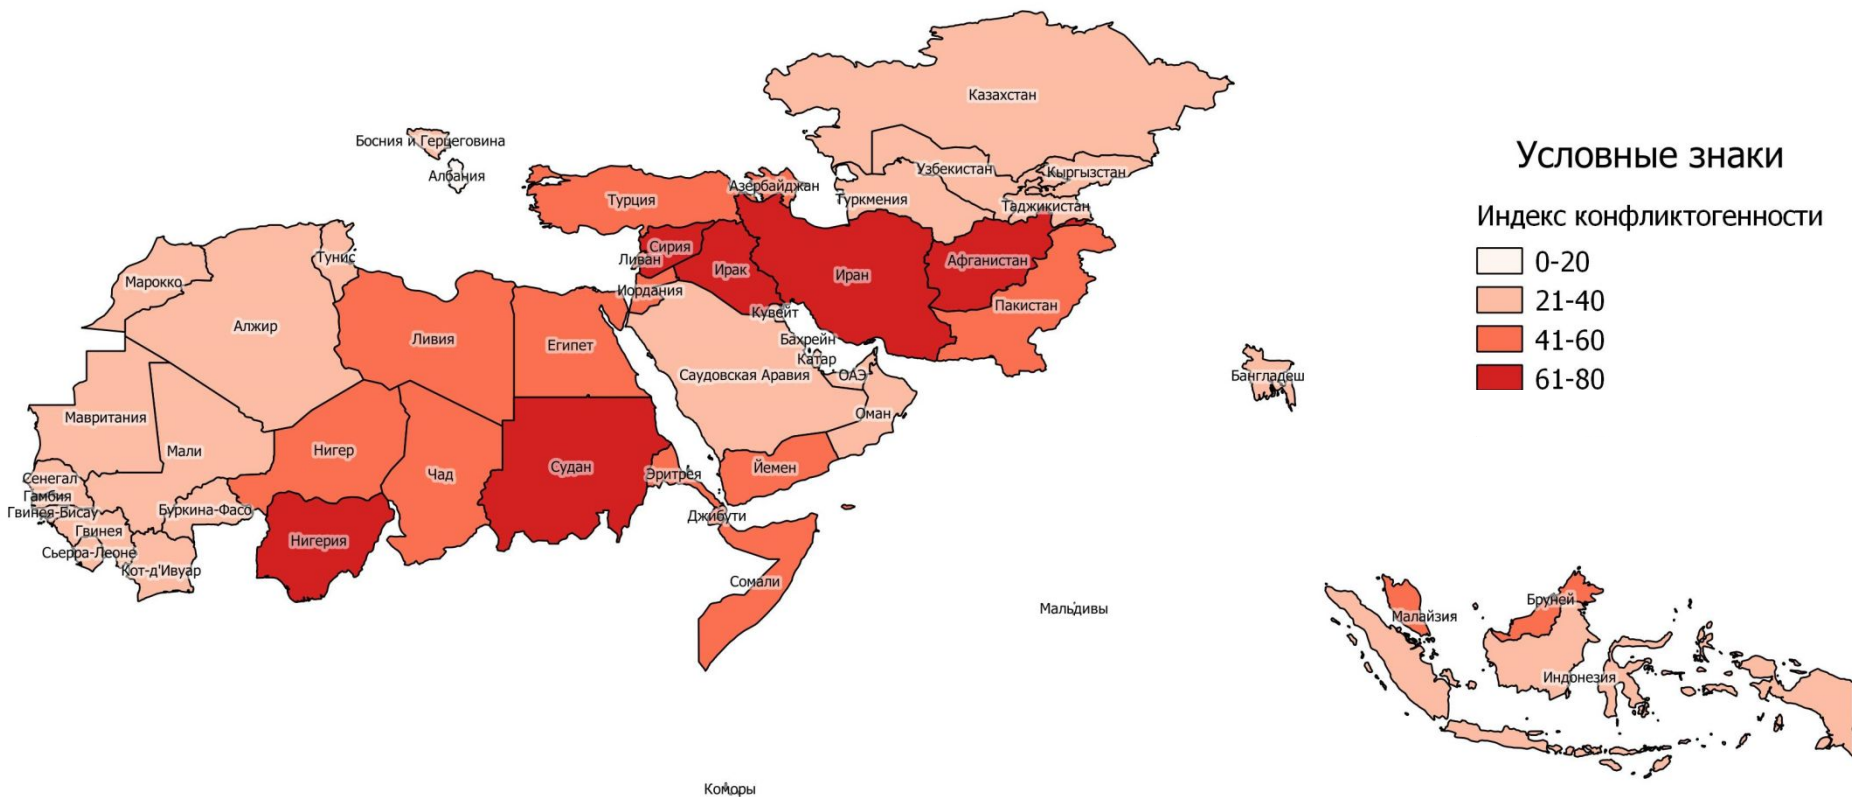 Казахстан
Босния и Герцеговина
Албания
Узбекистан
Кыргызстан
Турция
Азербайджан
Туркмения
Таджикистан
Сирия
Ливан
Ирак
Иран
Афганистан
Тунис
Марокко
Иордания
Кувейт
Пакистан
Алжир
Ливия
Египет
Бахрейн
Катар
Саудовская Аравия
ОАЭ
Бангладеш
Мавритания
Оман
Мали
Нигер
Чад
Судан
Эритрея
Йемен
Сенегал
Гамбия
Гвинея-Бисау
Буркина-Фасо
Джибути
Гвинея
Нигерия
Сьерра-Леоне
Кот-д'Ивуар
Сомали
Мальдивы
Бруней
Малайзия
Индонезия
Коморы
Условные знаки
Индекс конфликтогенности
0-20
21-40
41-60
61-80